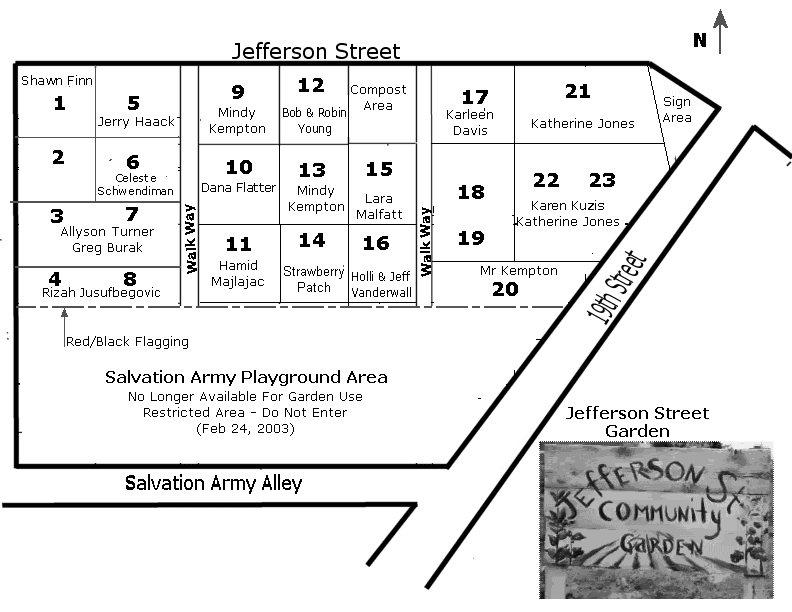 N
Jefferson Street
Shawn Finn
1
5
Jerry Haack
2
6
Celeste
Schwendiman
3 7
Allyson Turner
Greg Burak
4 8
Rizah Jusufbegovic
Walk Way
9
Mindy
Kempton
12
Bob & Robin
Young
Compost
Area
10
Dana Flatter
13
Mindy
Kempton
15
Lara
Malfatt
11
Hamid
Majlajac
14
Strawberry
Patch
16
Holli & Jeff
Vanderwall
Walk Way
17
Karleen
Davis
21
Katherine Jones
Sign
Area
18
19
22 23
Karen Kuzis
Katherine Jones
Mr Kempton
20
19th Street
Red/Black Flagging
Salvation Army Playground Area
No Longer Available For Garden Use
Restricted Area - Do Not Enter
(Feb 24, 2003)
Salvation Army Alley
Jefferson Street
Garden
JEffERSON St
COMMUNITY
GARDEN